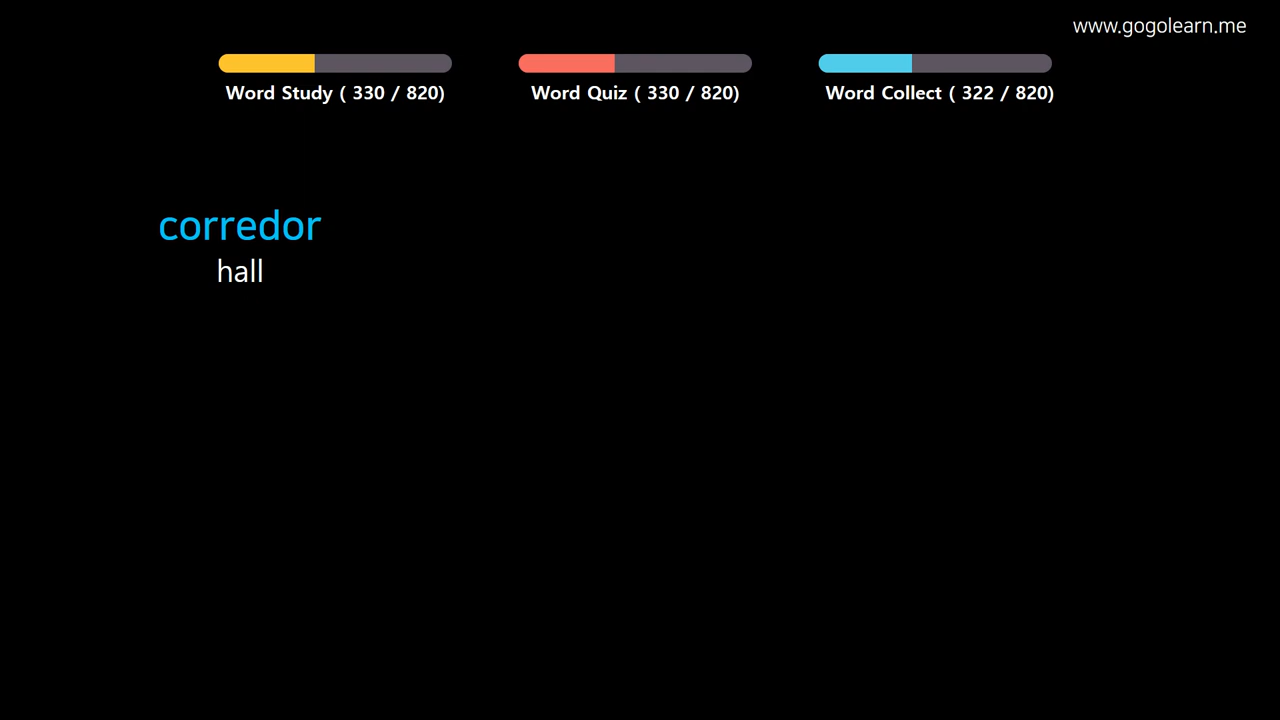 www.gogolearn.me
Word Study ( 330 / 820)
Word Quiz ( 330 / 820)
Word Collect ( 322 / 820)
corredor
hall